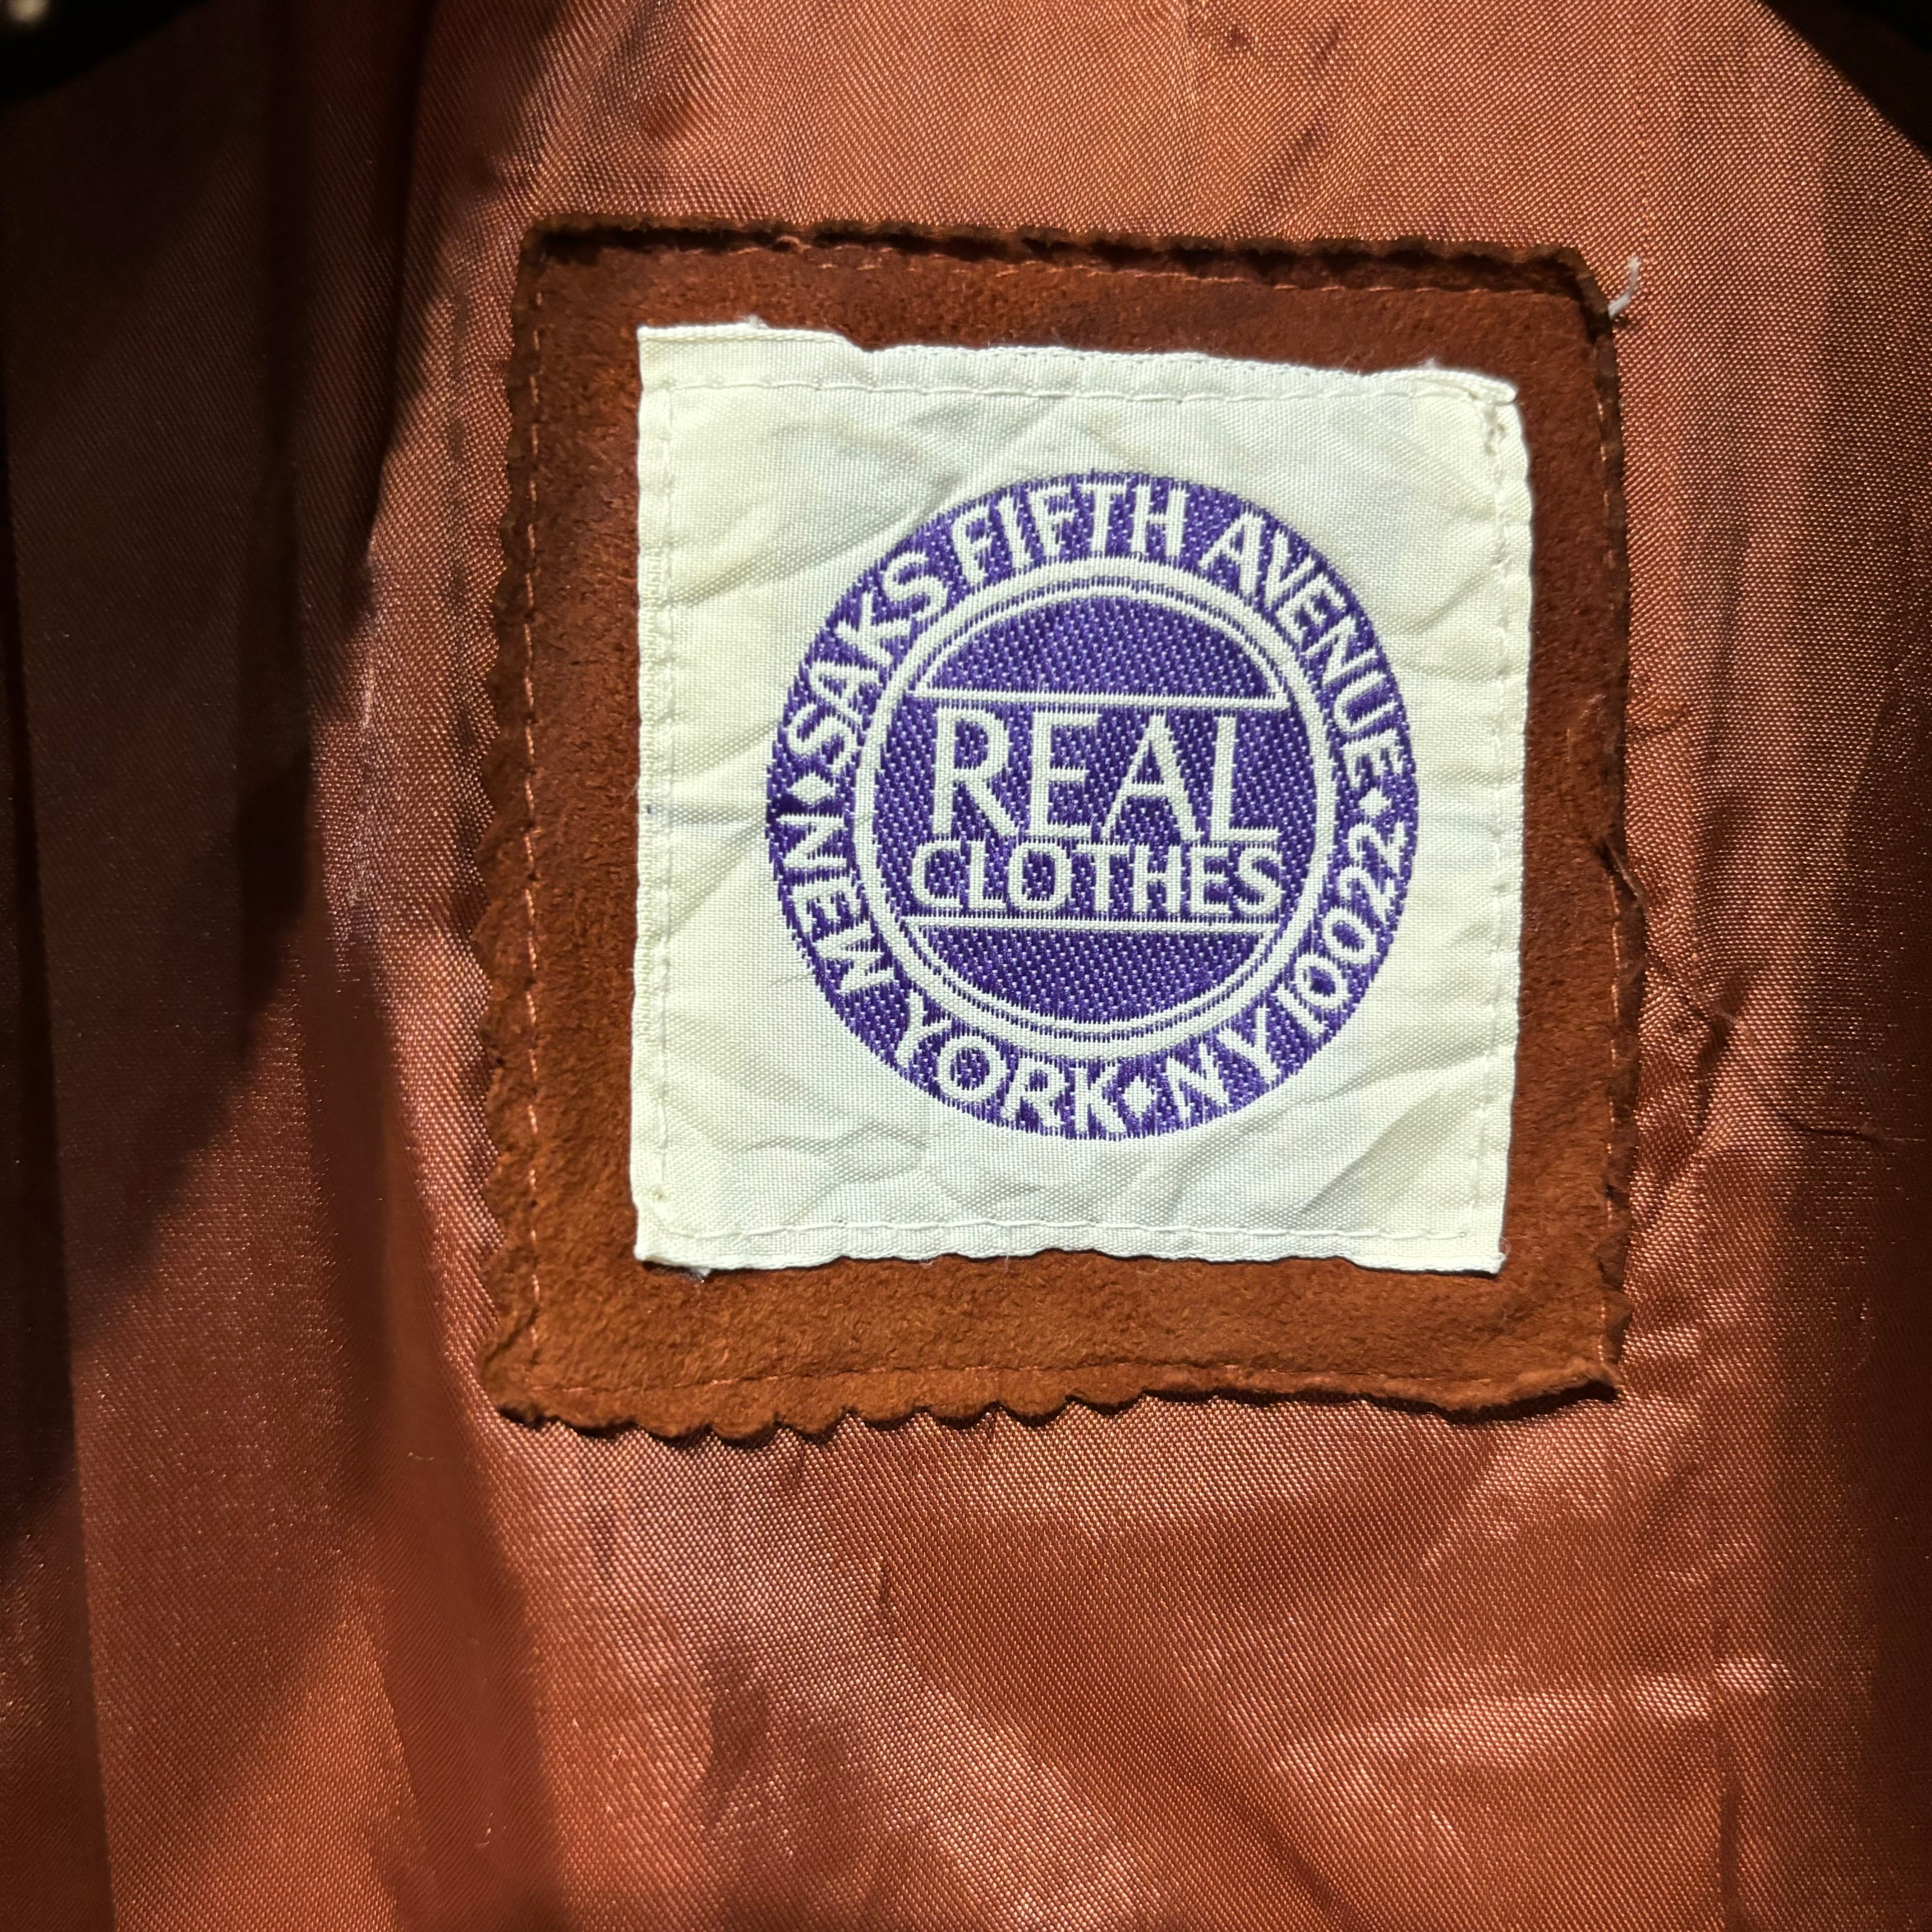 SAKS FIFTH AVENUE
REAL
CLOTHES
NEW YORK • NY 10022